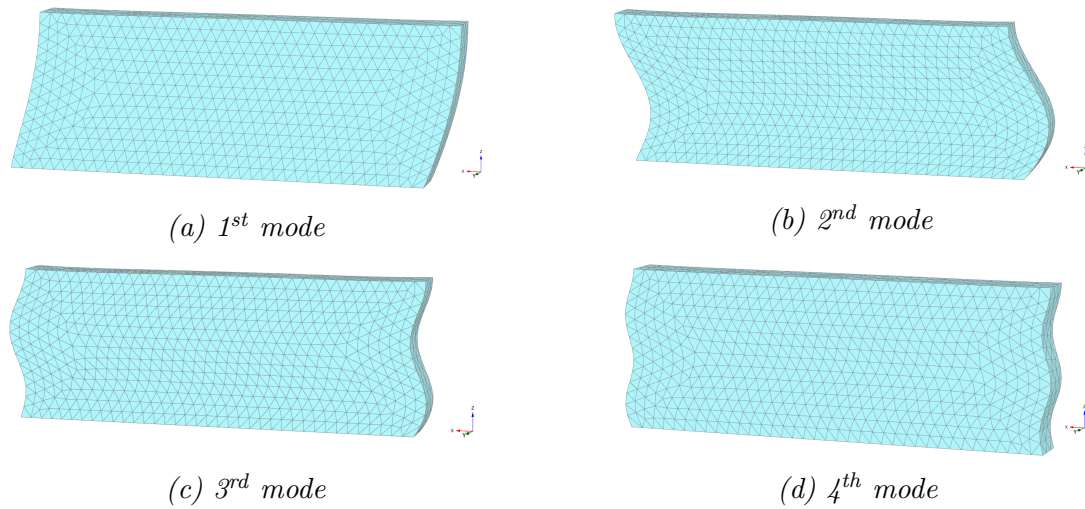 z
x
Y
z
x
Y
(a) 1st mode
(b) 2nd mode
z
x
Y
z
x
Y
(c) 3rd mode
(d) 4th mode